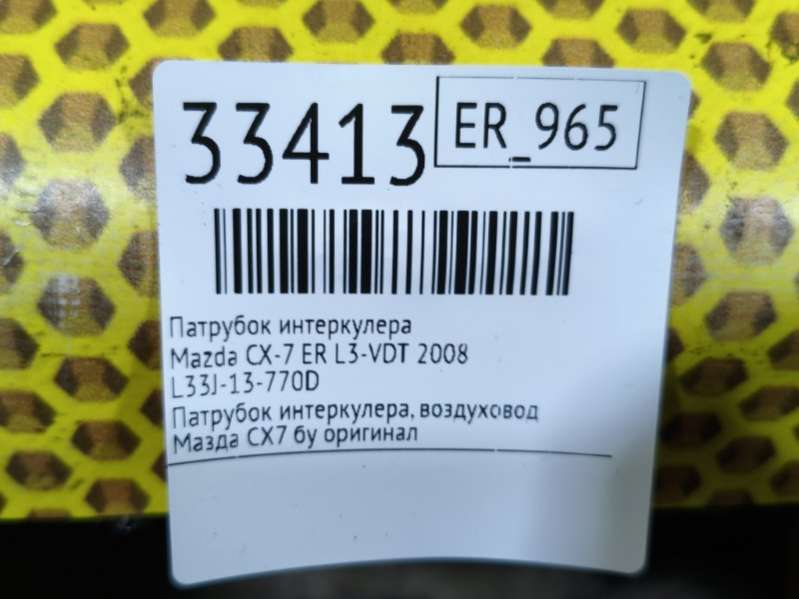 33413
ER_965
Патрубок интеркулера
Mazda CX-7 ER L3-VDT 2008
L33J-13-770D
Патрубок интеркулера, воздуховод
Мазда СХ7 бу оригинал